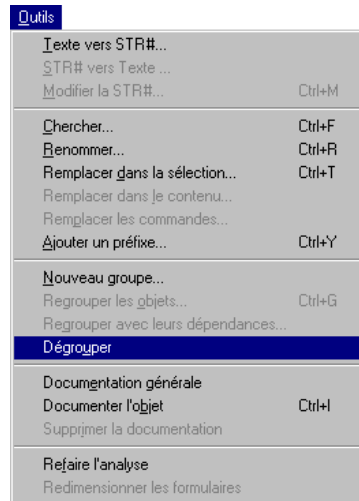 Outils
Texte vers STR#...
STR# vers Texte ...
Modifier la STR#... Ctrl+M
Chercher... Ctrl+F
Renommer... Ctrl+R
Remplacer dans la sélection... Ctrl+T
Remplacer dans le contenu...
Remplacer les commandes...
Ajouter un préfixe... Ctrl+Y
Nouveau groupe...
Regrouper les objets... Ctrl+G
Regrouper avec leurs dépendances...
Dégrouper
Documentation générale
Documenter l'objet Ctrl+I
Supprimer la documentation
Refaire l'analyse
Redimensionner les formulaires